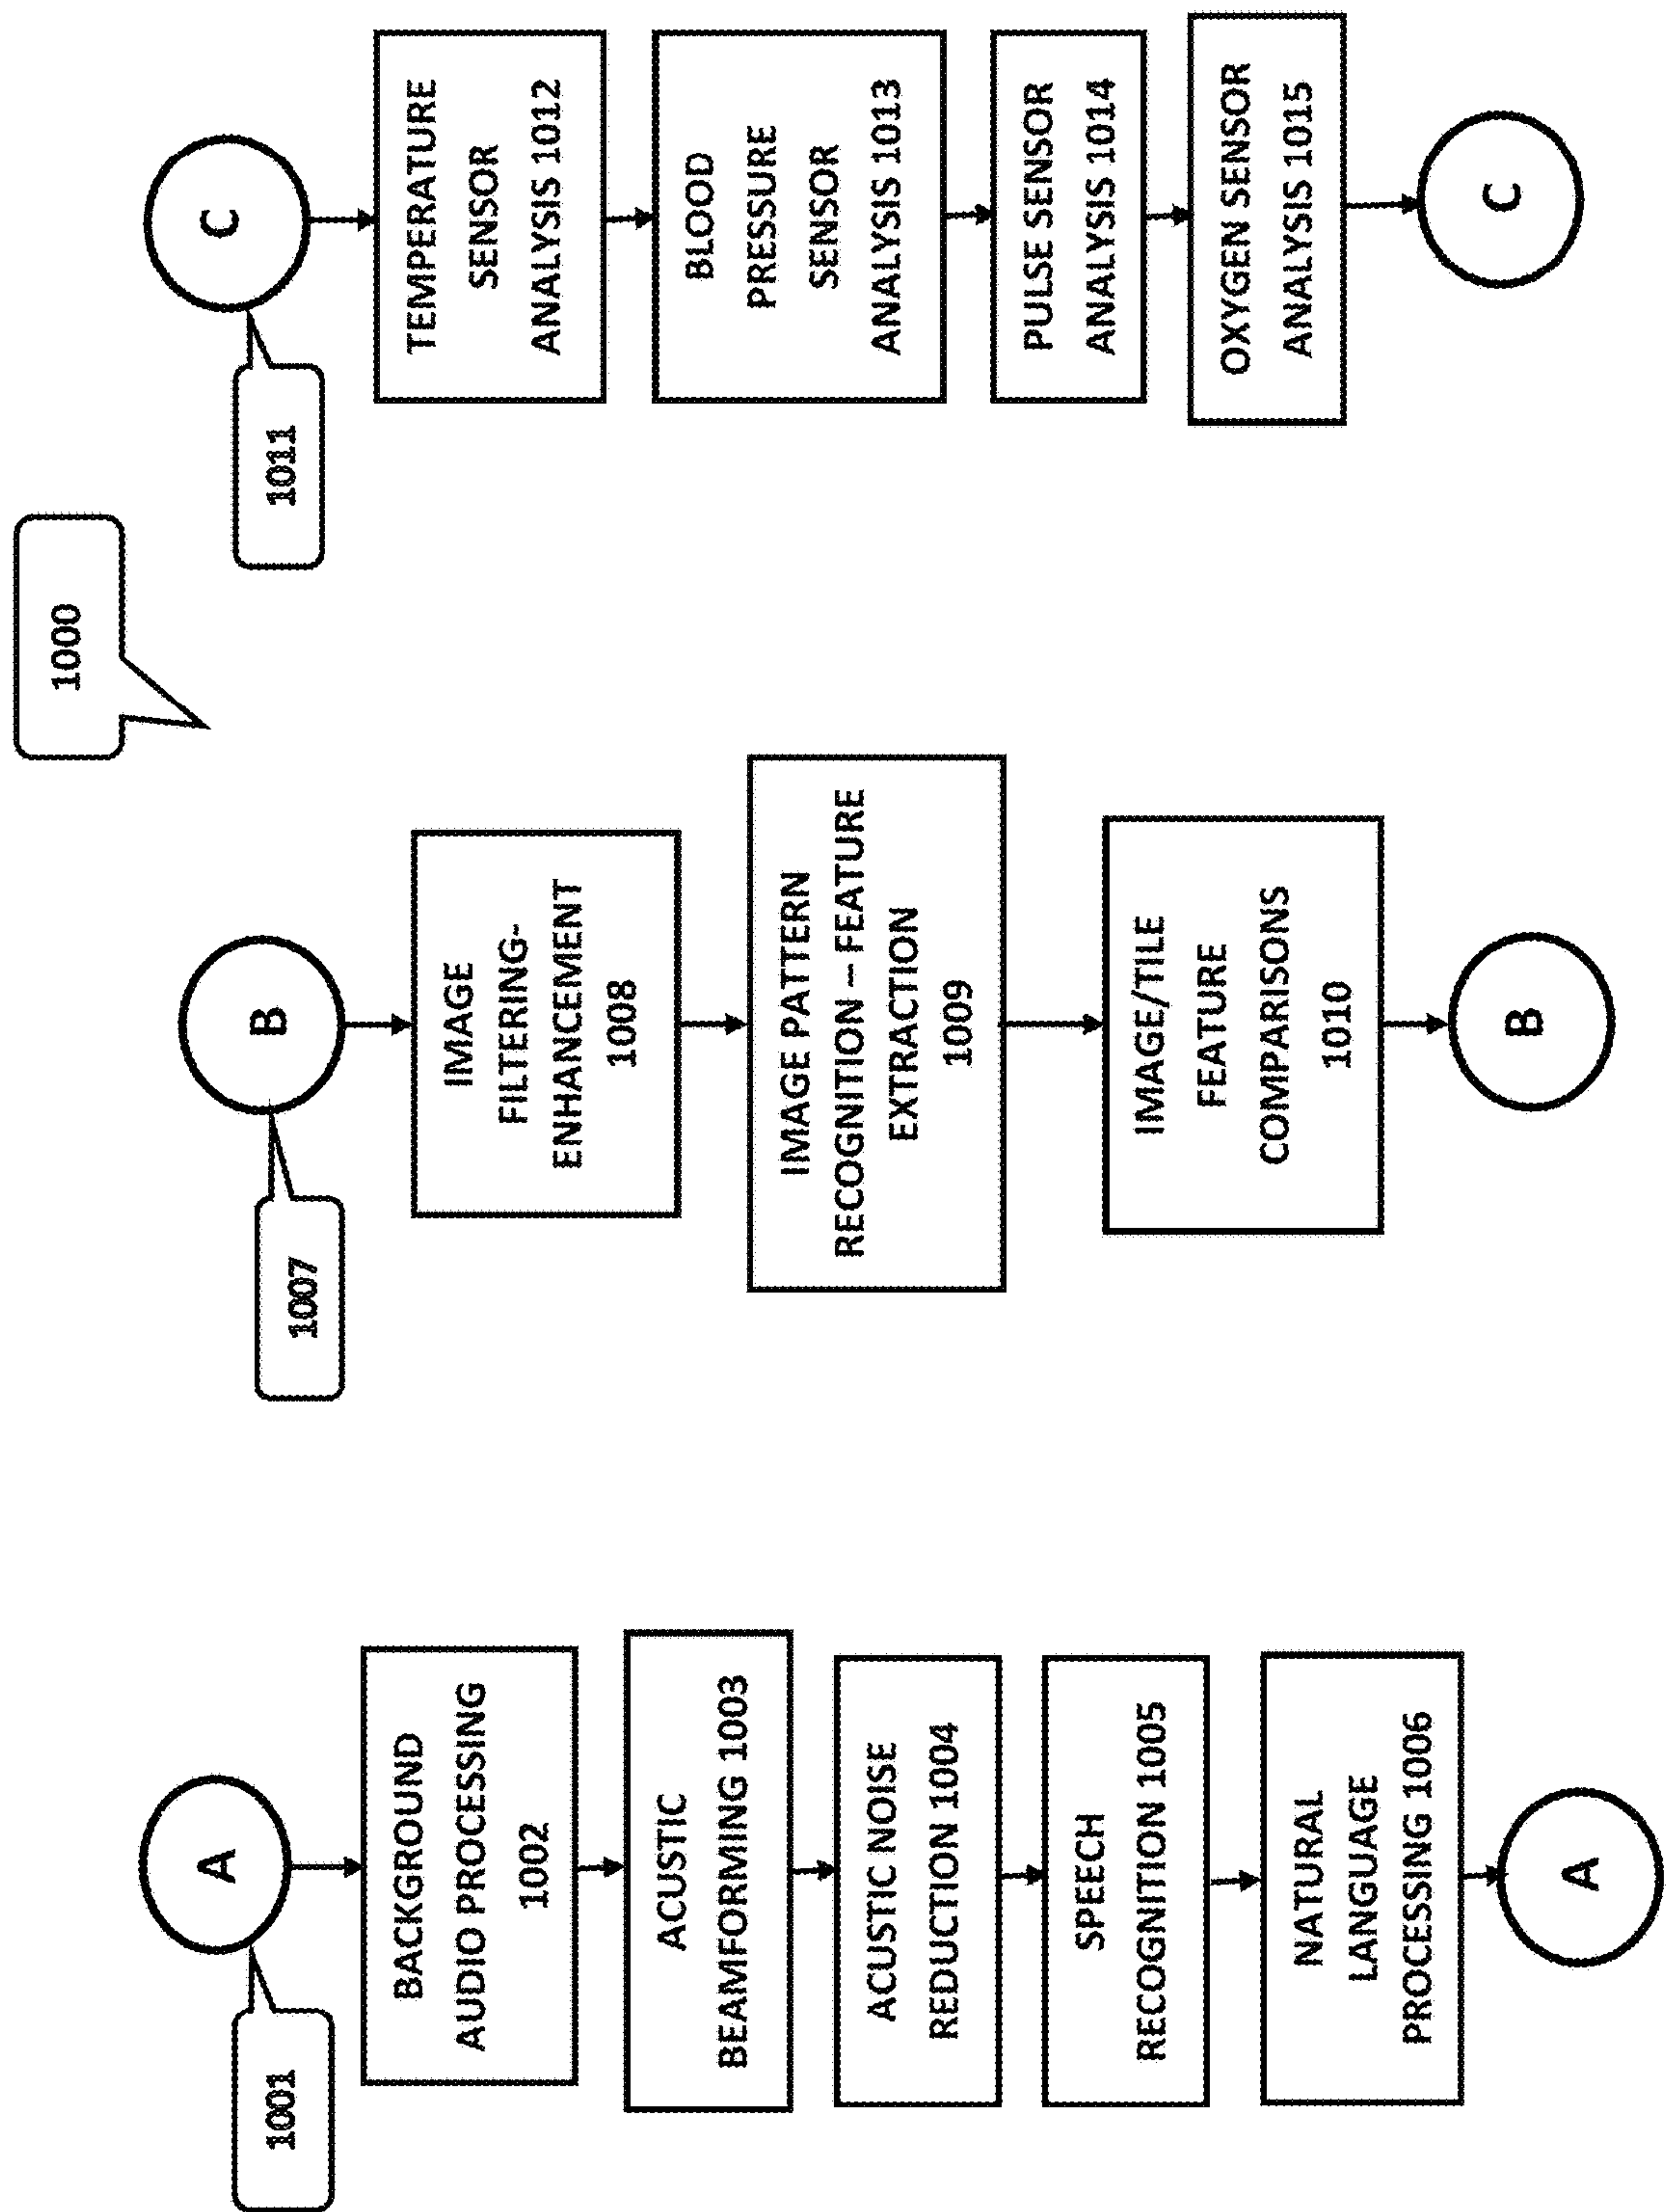 1000
1001
A
BACKGROUND
AUDIO PROCESSING
1002
ACUSTIC
BEAMFORMING 1003
ACUSTIC NOISE
REDUCTION 1004
SPEECH
RECOGNITION 1005
NATURAL
LANGUAGE
PROCESSING 1006
A
1007
B
IMAGE
FILTERING-
ENHANCEMENT
1008
IMAGE PATTERN
RECOGNITION – FEATURE
EXTRACTION
1009
IMAGE/TILE
FEATURE
COMPARISONS
1010
B
1011
C
TEMPERATURE
SENSOR
ANALYSIS 1012
BLOOD
PRESSURE
SENSOR
ANALYSIS 1013
PULSE SENSOR
ANALYSIS 1014
OXYGEN SENSOR
ANALYSIS 1015
C